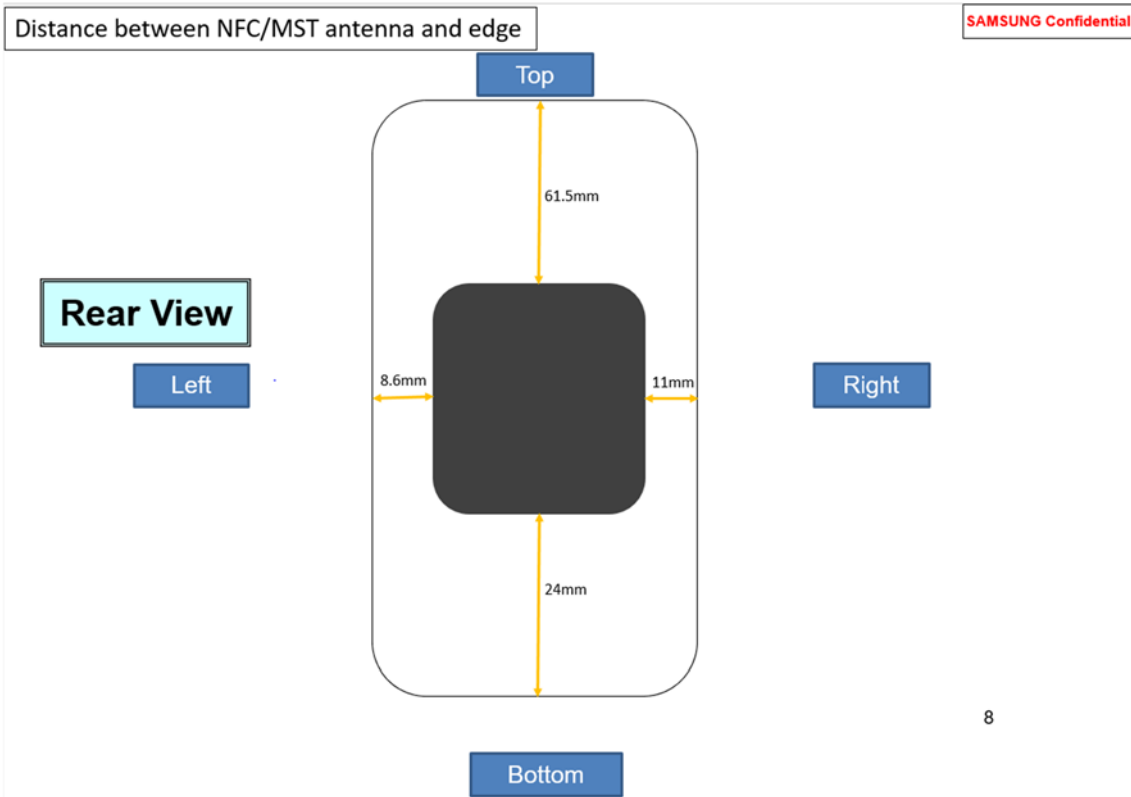 Distance between NFC/MST antenna and edge
SAMSUNG Confidential
Top
61.5mm
Rear View
Left
8.6mm
11mm
Right
24mm
8
Bottom